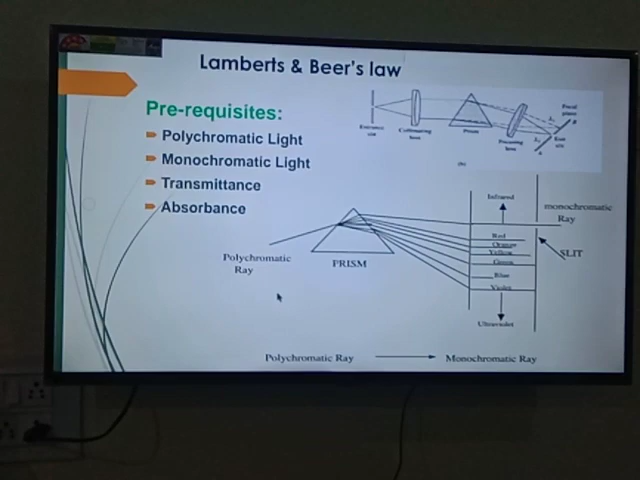 Lamberts & Beer's law
Pre-requisites:
Polychromatic Light
Monochromatic Light
Transmittance
Absorbance
Entrance
slit
Collimating
lens
Prism
Focusing
lens
Focal
plane
Exit
slit
(b)
Infrared
monochromatic
Ray
Red
Orange
Yellow
Green
Blue
Violet
SLIT
Ultraviolet
Polychromatic
Ray
PRISM
Polychromatic Ray
Monochromatic Ray